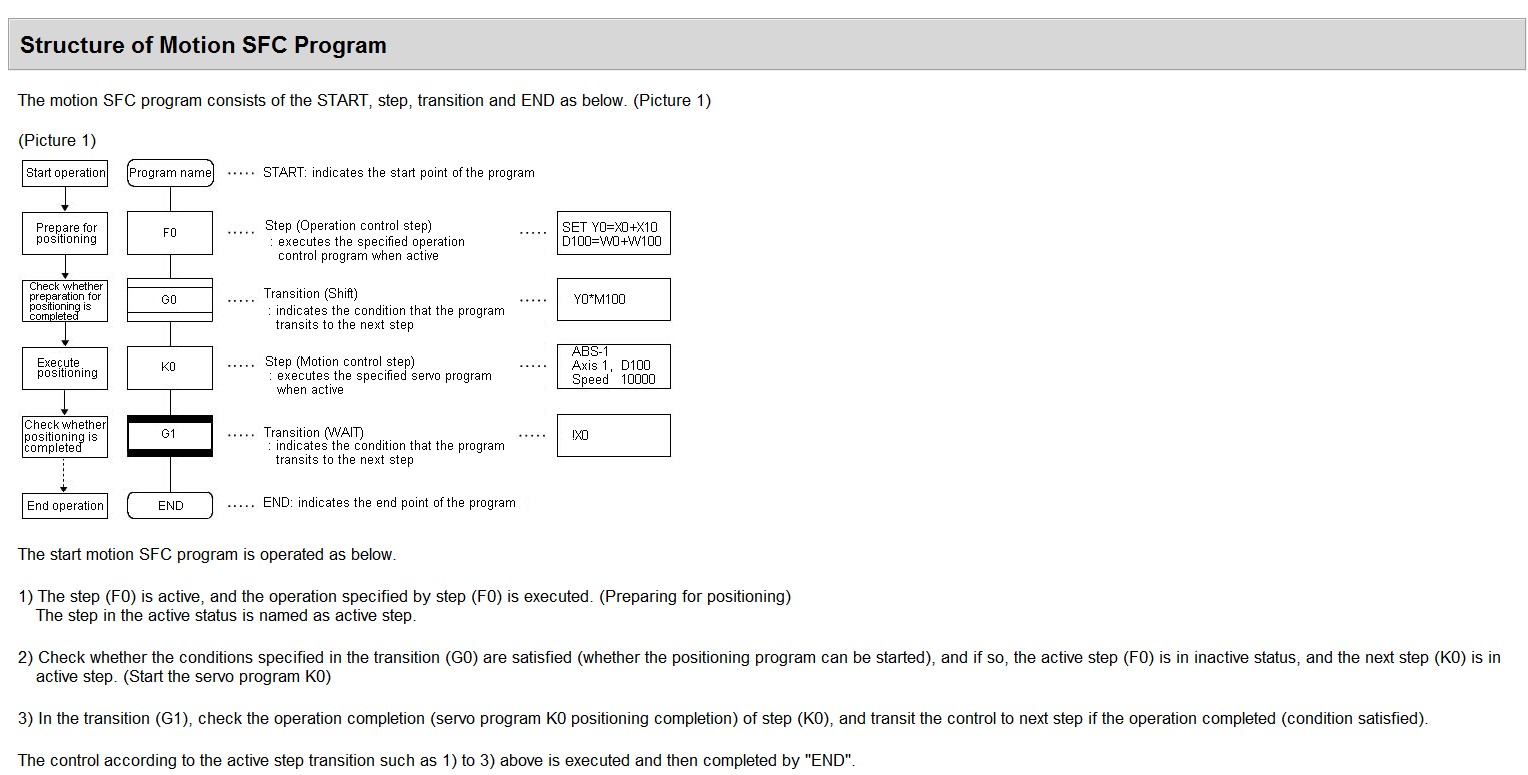 Structure of Motion SFC Program
The motion SFC program consists of the START, step, transition and END as below. (Picture 1)
(Picture 1)
Start operation
Program name
..... START: indicates the start point of the program
Prepare for
positioning
F0
..... Step (Operation control step)
: executes the specified operation
control program when active
.....
SET Y0=X0+X10
D100=W0+W100
Check whether
preparation for
positioning is
completed
G0
..... Transition (Shift)
: indicates the condition that the program
transits to the next step
.....
Y0*M100
Execute
positioning
K0
..... Step (Motion control step)
: executes the specified servo program
when active
.....
ABS-1
Axis 1, D100
Speed 10000
Check whether
positioning is
completed
G1
..... Transition (WAIT)
: indicates the condition that the program
transits to the next step
.....
!X0
End operation
END
..... END: indicates the end point of the program
The start motion SFC program is operated as below.
1) The step (F0) is active, and the operation specified by step (F0) is executed. (Preparing for positioning)
The step in the active status is named as active step.
2) Check whether the conditions specified in the transition (G0) are satisfied (whether the positioning program can be started), and if so, the active step (F0) is in inactive status, and the next step (K0) is in
active step. (Start the servo program K0)
3) In the transition (G1), check the operation completion (servo program K0 positioning completion) of step (K0), and transit the control to next step if the operation completed (condition satisfied).
The control according to the active step transition such as 1) to 3) above is executed and then completed by "END".